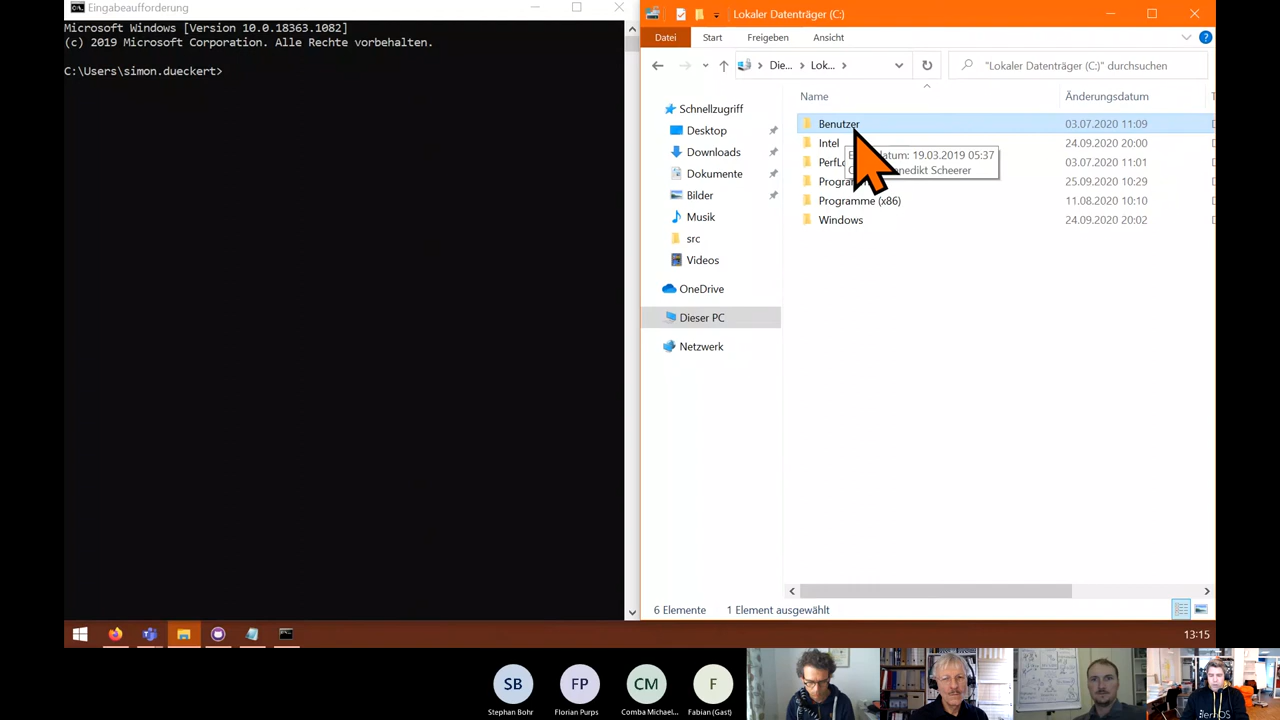 Eingabeaufforderung
Microsoft Windows [Version 10.0.18363.1082]
(c) 2019 Microsoft Corporation. Alle Rechte vorbehalten.
C:\Users\simon.dueckert>
Lokaler Datenträger (C:)
Datei Start Freigeben Ansicht
Die... Lok... "Lokaler Datenträger (C:)" durchsuchen
Name Änderungsdatum
Schnellzugriff
Desktop
Downloads
Dokumente
Bilder
Musik
src
Videos
OneDrive
Dieser PC
Netzwerk
Benutzer 03.07.2020 11:09
Intel 24.09.2020 20:00
datum: 19.03.2019 05:37
03.07.2020 11:01
enedikt Scheerer
25.09.2020 10:29
Programme (x86) 11.08.2020 10:10
Windows 24.09.2020 20:02
6 Elemente 1 Element ausgewählt
13:15
SB FP CM F
Stephan Bohr Florian Purps Comba Michael... Fabian (Gast)